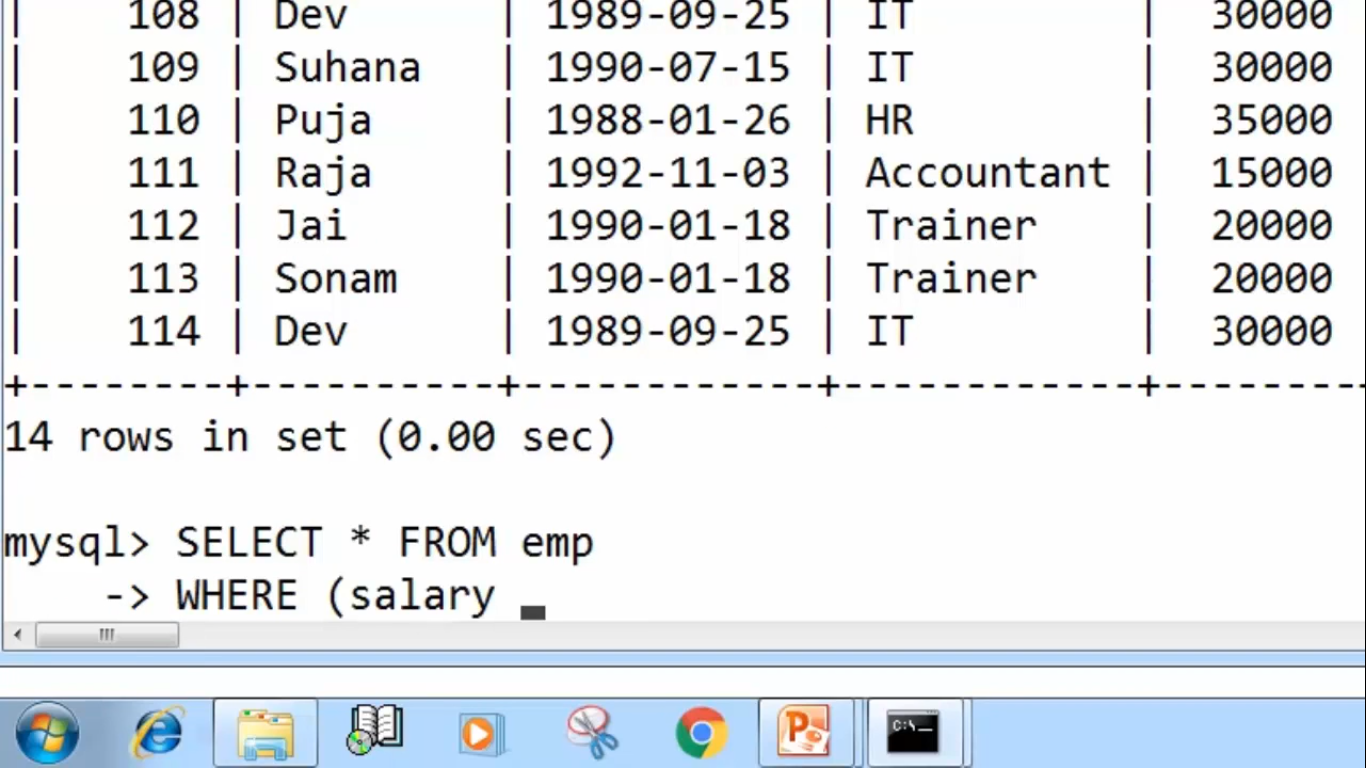 |        108 | Dev      | 1989-09-25 | IT         |  30000
|        109 | Suhana   | 1990-07-15 | IT         |  30000
|        110 | Puja     | 1988-01-26 | HR         |  35000
|        111 | Raja     | 1992-11-03 | Accountant |  15000
|        112 | Jai      | 1990-01-18 | Trainer    |  20000
|        113 | Sonam    | 1990-01-18 | Trainer    |  20000
|        114 | Dev      | 1989-09-25 | IT         |  30000
+--------+----------+------------+------------+--------
14 rows in set (0.00 sec)
mysql> SELECT * FROM emp
    -> WHERE (salary _
C:\_